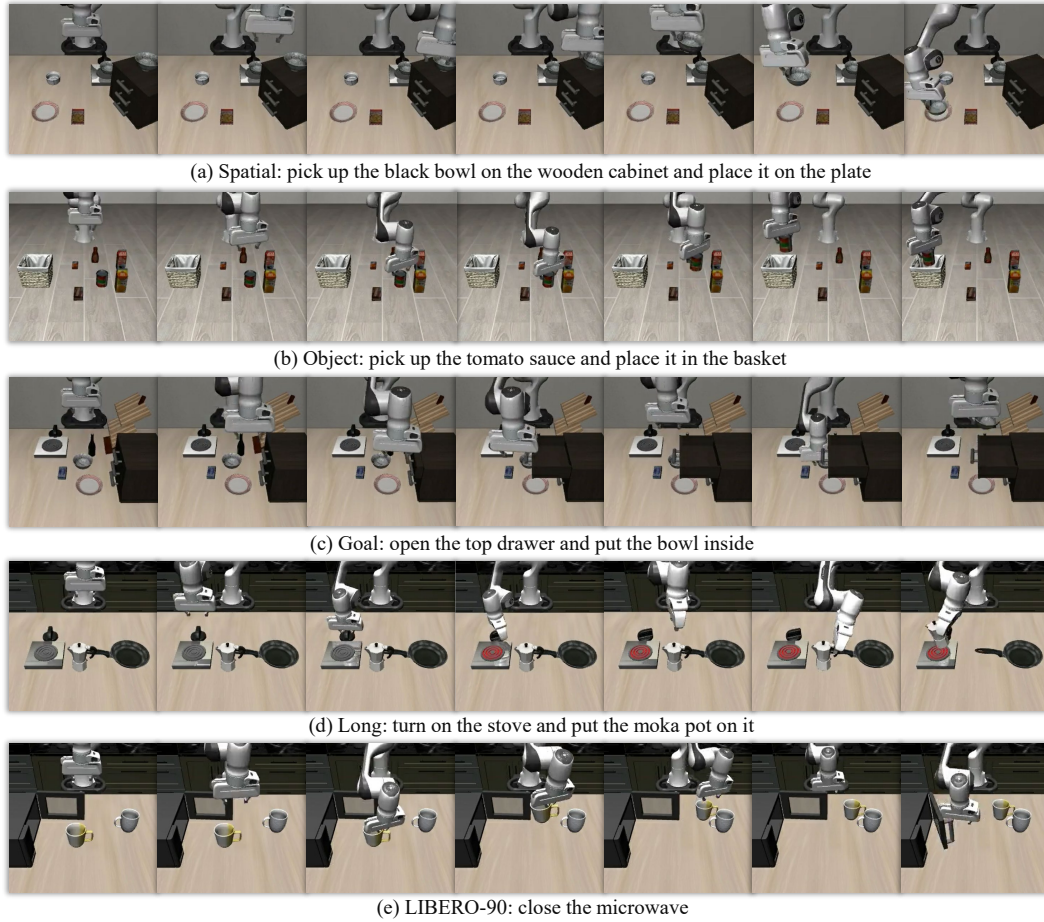 (a) Spatial: pick up the black bowl on the wooden cabinet and place it on the plate
(b) Object: pick up the tomato sauce and place it in the basket
(c) Goal: open the top drawer and put the bowl inside
(d) Long: turn on the stove and put the moka pot on it
(e) LIBERO-90: close the microwave